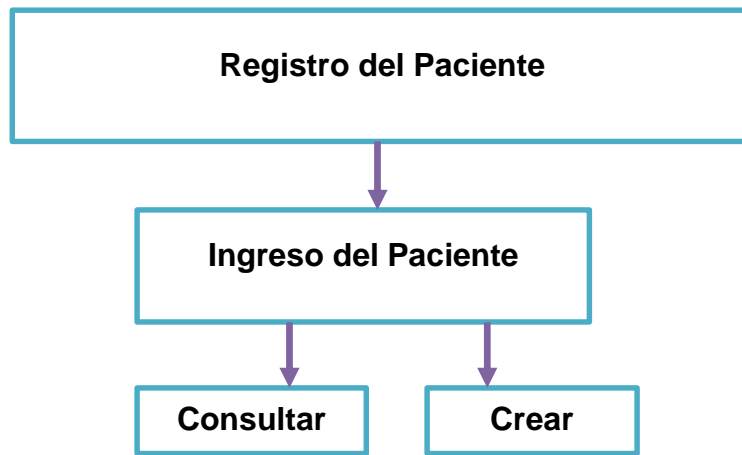 Registro del Paciente
Ingreso del Paciente
Consultar
Crear